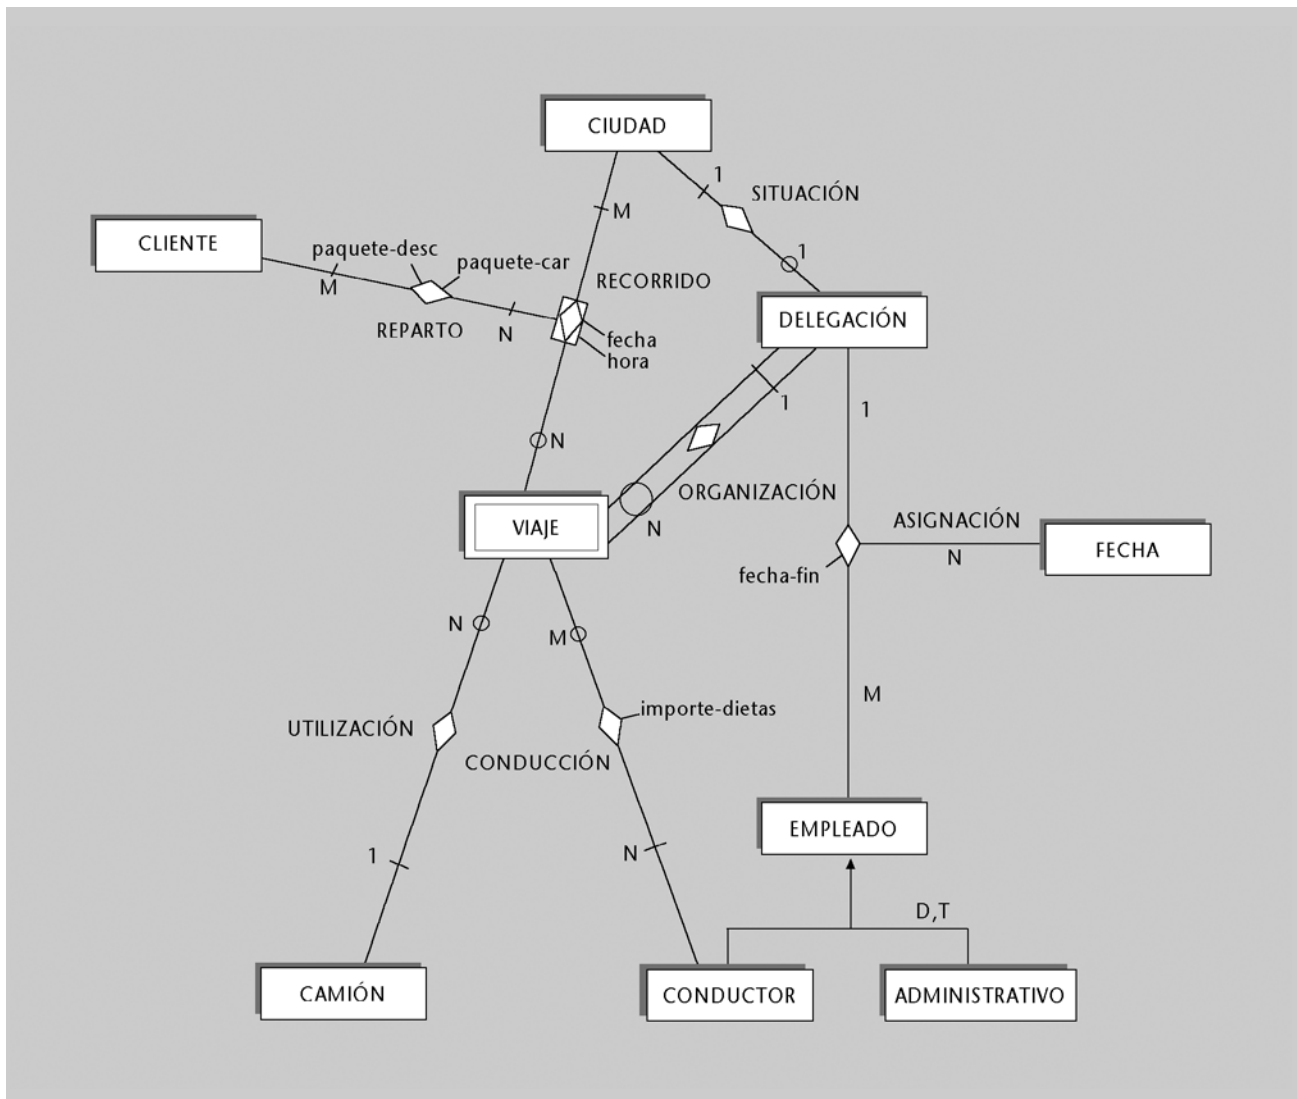 CIUDAD
1
SITUACIÓN
M
CLIENTE
paquete-desc
paquete-car
1
M
RECORRIDO
REPARTO
N
DELEGACIÓN
fecha
hora
1
1
N
ORGANIZACIÓN
VIAJE
N
ASIGNACIÓN
FECHA
N
fecha-fin
N
M
M
importe-dietas
UTILIZACIÓN
CONDUCCIÓN
EMPLEADO
1
N
D,T
CAMIÓN
CONDUCTOR
ADMINISTRATIVO